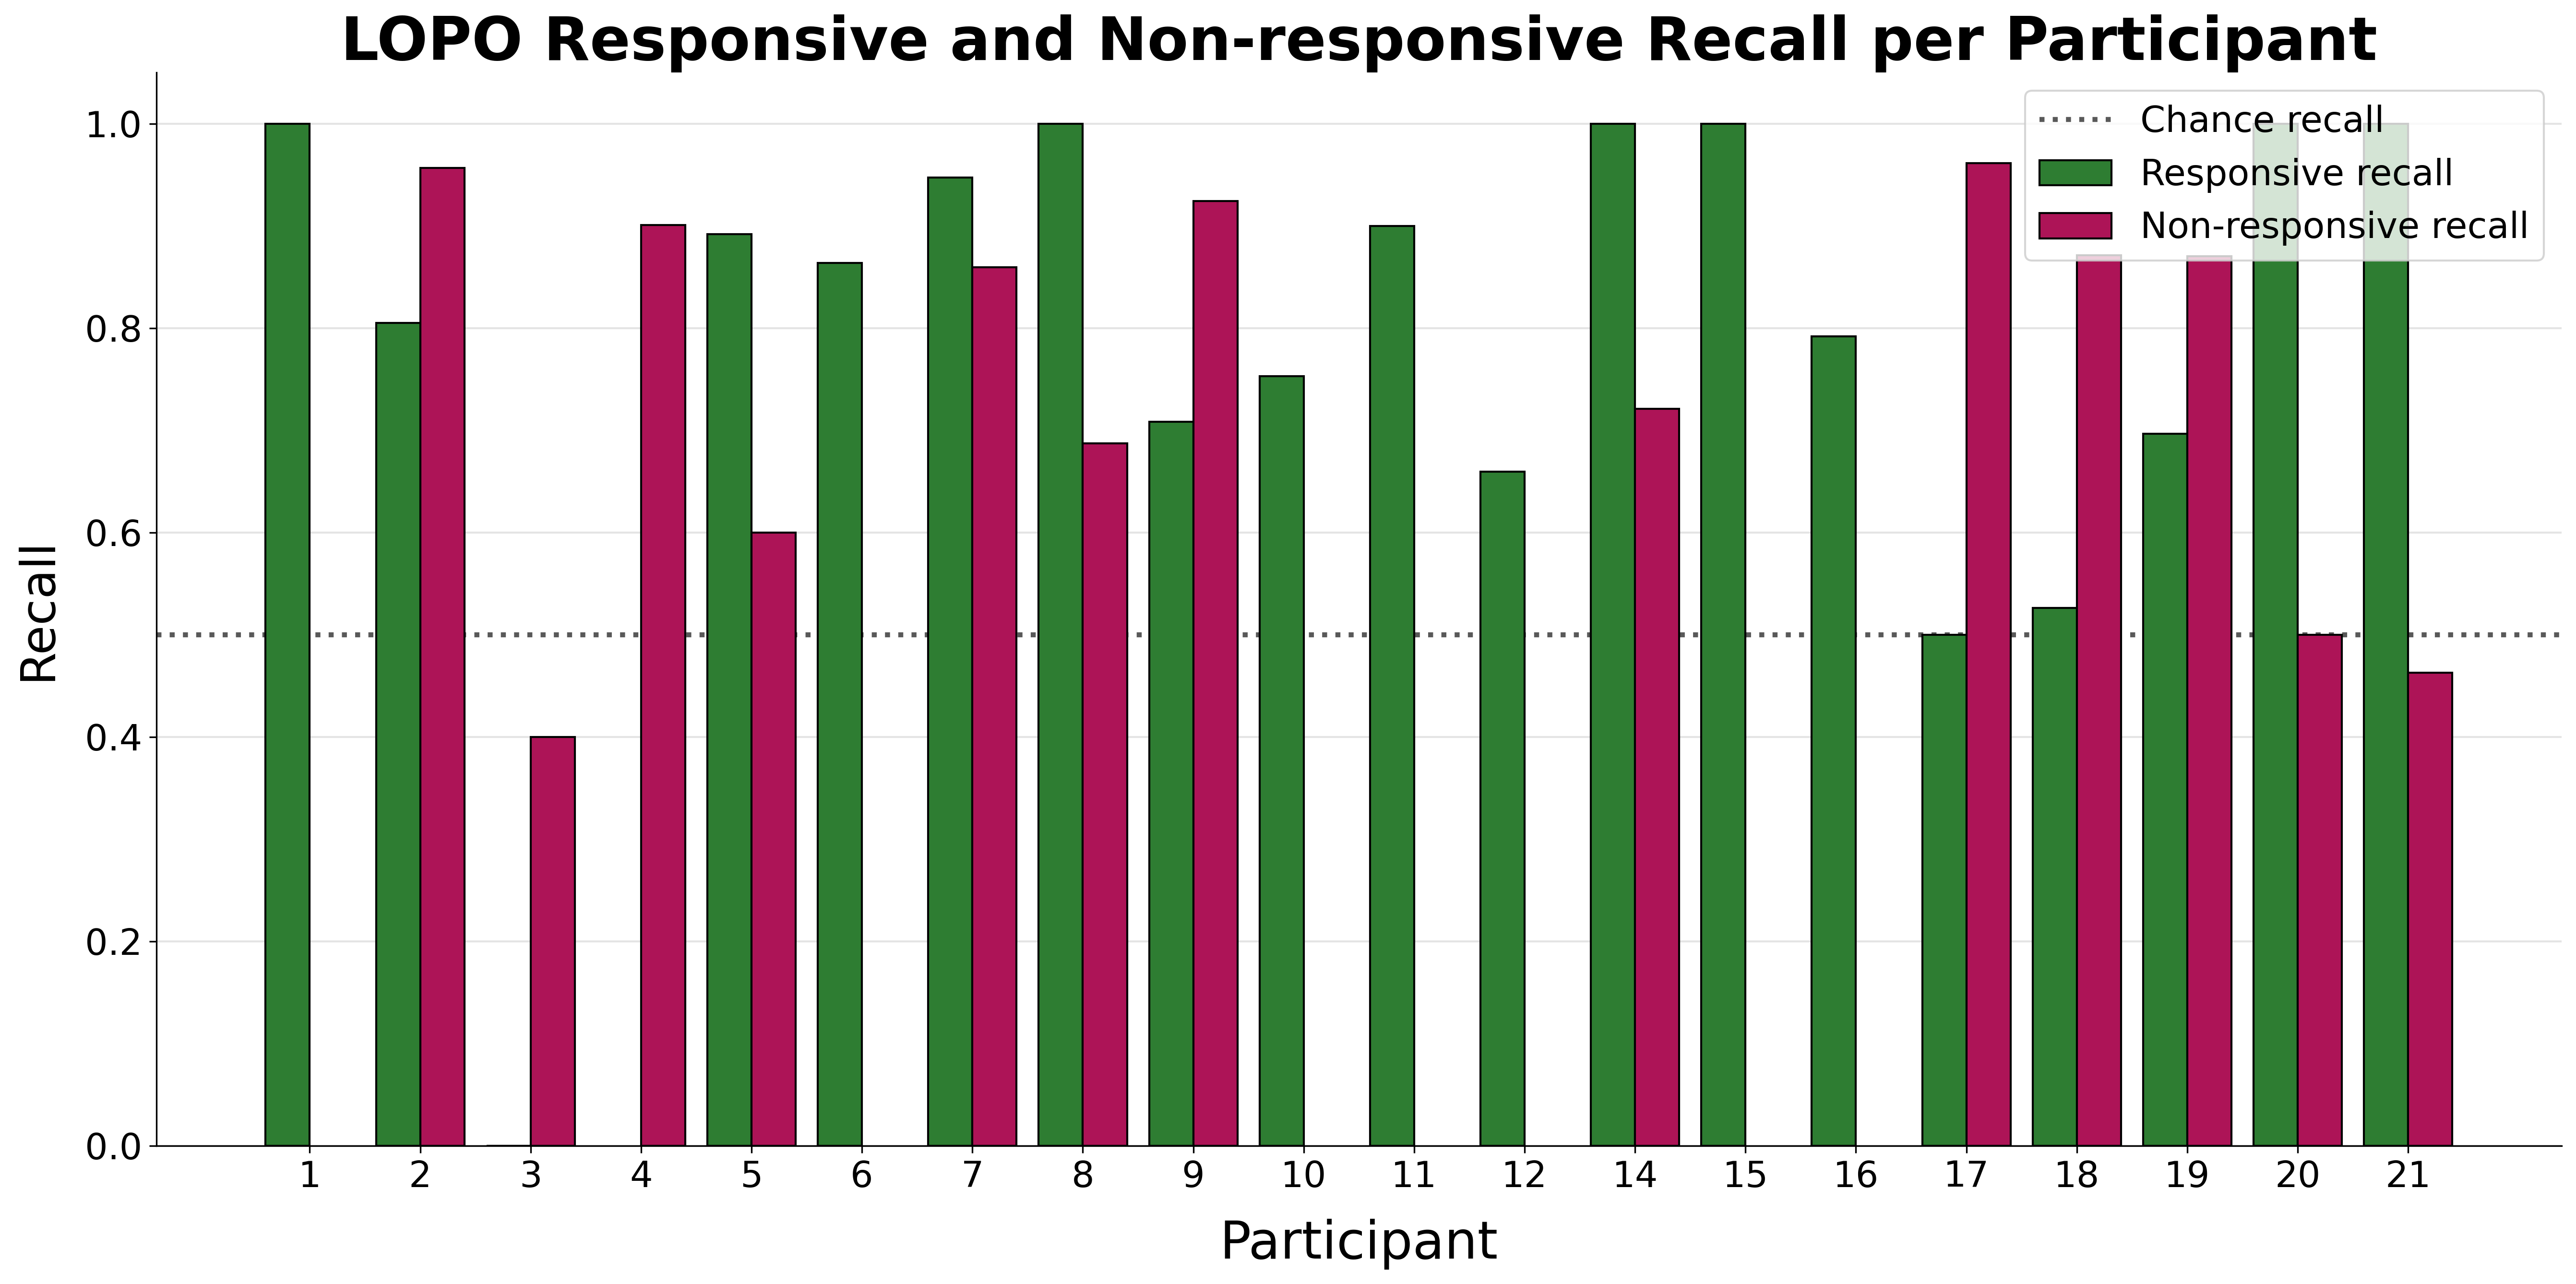 LOPO Responsive and Non-responsive Recall per Participant
Chance recall
Responsive recall
Non-responsive recall
1.0
0.8
0.6
0.4
0.2
0.0
Recall
1 2 3 4 5 6 7 8 9 10 11 12 14 15 16 17 18 19 20 21
Participant